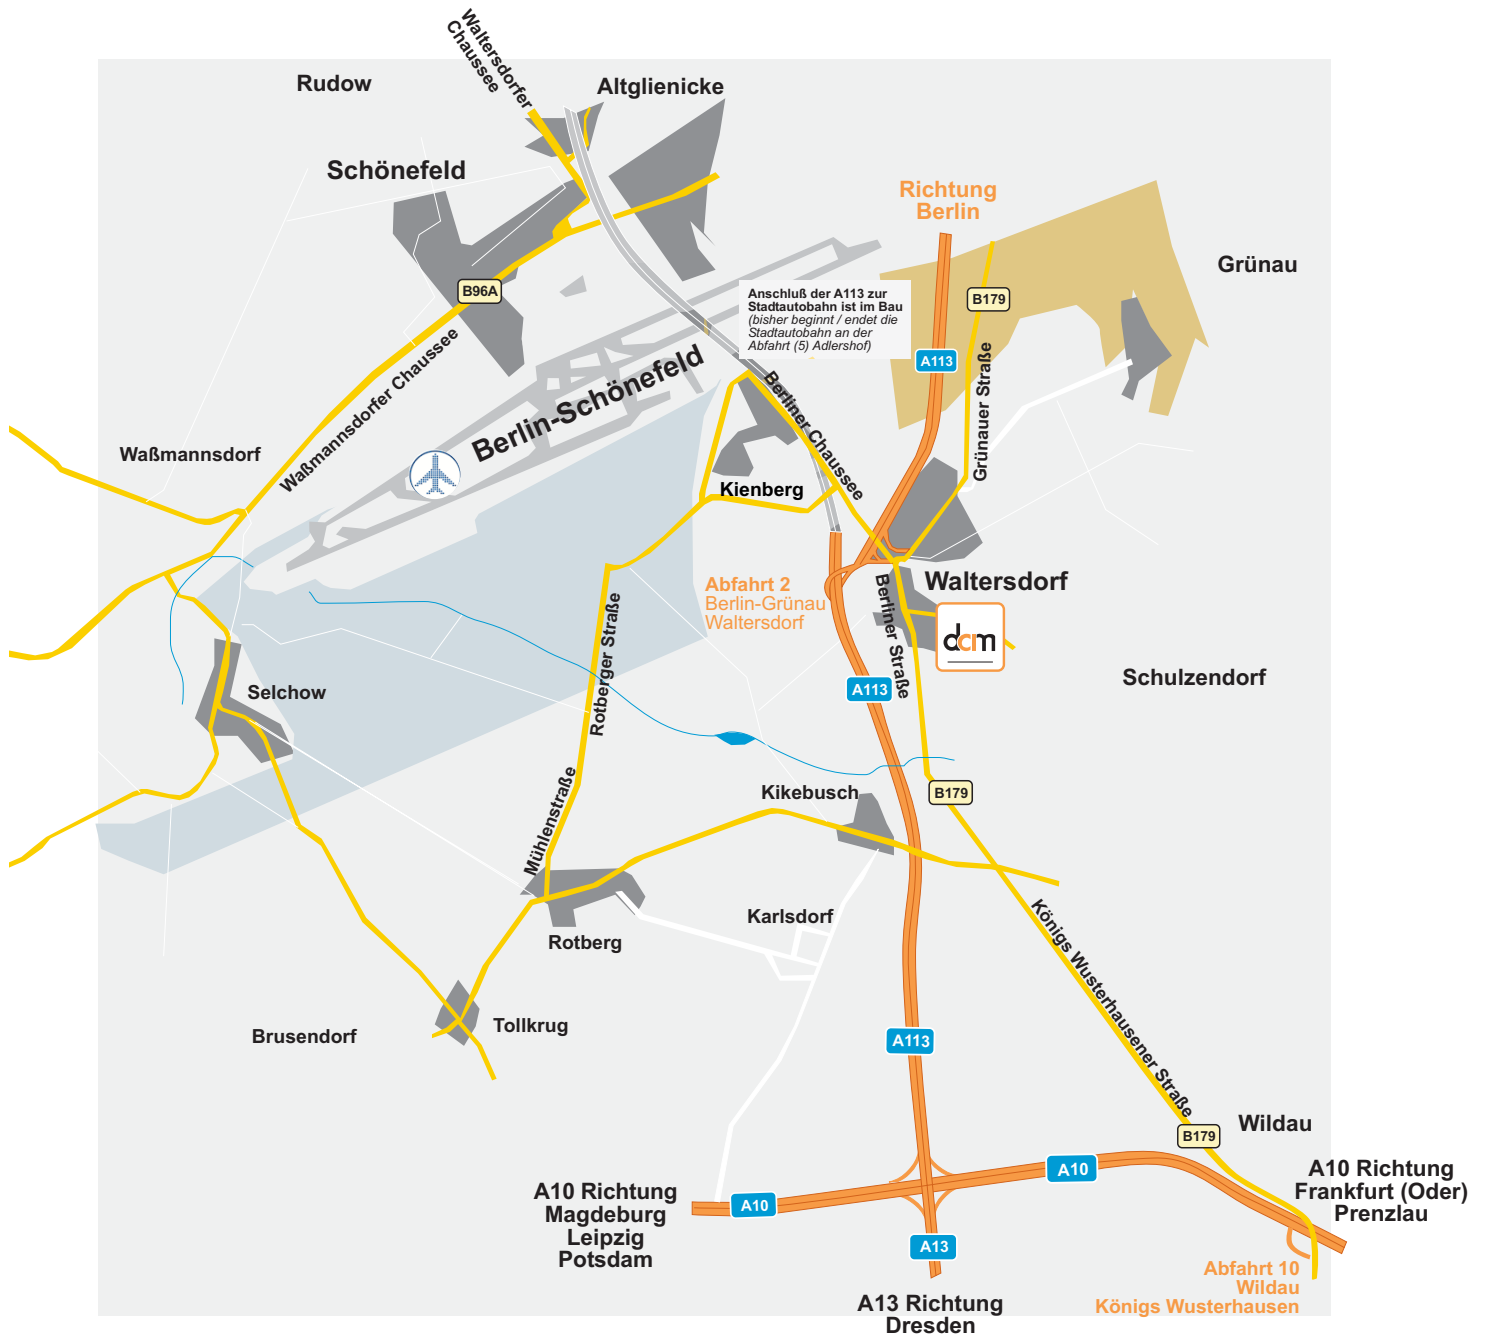 Waltersdorfer
Chaussee
Rudow
Altglienicke
Schönefeld
Richtung
Berlin
Grünau
B96A
Anschluß der A113 zur
Stadtautobahn ist im Bau
(bisher beginnt / endet die
Stadtautobahn an der
Abfahrt (5) Adlershof)
B179
A113
Waßmannsdorfer Chaussee
Berlin-Schönefeld
Berliner Chaussee
Grünauer Straße
Waßmannsdorf
Kienberg
Abfahrt 2
Berlin-Grünau
Waltersdorf
Waltersdorf
dcm
Berliner Straße
Rotberger Straße
Selchow
A113
Schulzendorf
Mühlenstraße
Kikebusch
B179
Karlsdorf
Rotberg
Königs Wusterhausener Straße
Tollkrug
Brusendorf
A113
Wildau
B179
A10
A10
A10 Richtung
Magdeburg
Leipzig
Potsdam
A10 Richtung
Frankfurt (Oder)
Prenzlau
A13
Abfahrt 10
Wildau
Königs Wusterhausen
A13 Richtung
Dresden